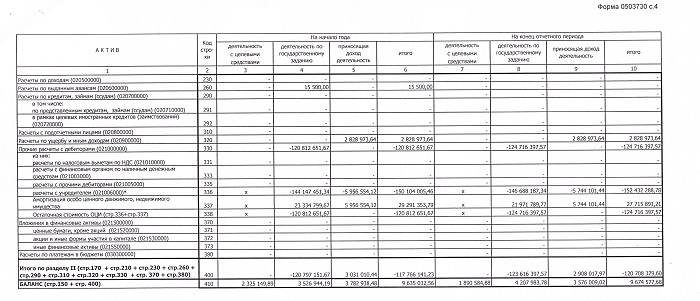 Форма 0503730 с.4
А К Т И В Код стро-ки На начало года На конец отчетного периода
деятельность с целевыми средствами деятельность по государственному заданию приносящая доход деятельность итого деятельность с целевыми средствами деятельность по государственному заданию приносящая доход деятельность итого
1 2 3 4 5 6 7 8 9 10
Расчеты по доходам (020500000) 230 - - - - - - - -
Расчеты по выданным авансам (020600000) 260 - 15 500,00 - 15 500,00 - - - -
Расчеты по кредитам, займам (ссудам) (020700000) 290 - - - - - - - -
в том числе:
по представленным кредитам, займам (ссудам) (020710000) 291 - - - - - - - -
в рамках целевых иностранных кредитов (заимствований)
(020720000) 292 - - - - - - - -
Расчеты с подотчетными лицами (020800000) 310 - - - - - - - -
Расчеты по ущербу и иным доходам (020900000) 320 - - 2 828 973,64 2 828 973,64 - - 2 828 973,64 2 828 973,64
Прочие расчеты с дебиторами (021000000) 330 - -120 812 651,67 - -120 812 651,67 - -124 716 397,57 - -124 716 397,57
из них:
расчеты по налоговым вычетам по НДС (021010000) 331 - - - - - - - -
расчеты с финансовым органом по наличным денежным
средствам (021003000) 333 - - - - - - - -
расчеты с прочими дебиторами (021005000) 335 - - - - - - - -
расчеты с учредителем (021006000)* 336 х -144 147 451,34 -5 956 554,12 -150 104 005,46 х -146 688 187,34 -5 744 101,44 -152 432 288,78
Амортизация особо ценного движимого, недвижимого
имущества 337 х 23 334 799,67 5 956 554,12 29 291 353,79 х 21 971 789,77 5 744 101,44 27 715 891,21
Остаточная стоимость ОЦИ (стр.336+стр.337) 338 х -120 812 651,67 - -120 812 651,67 х -124 716 397,57 - -124 716 397,57
Вложения в финансовые активы (021500000) 370 - - - - - - - -
ценные бумаги, кроме акций (021520000) 371 - - - - - - - -
акции и иные формы участия в капитале (021530000) 372 - - - - - - - -
иные финансовые активы (021550000) 373 - - - - - - - -
Расчеты по платежам в бюджеты (030300000) 380 - - - - - - - -
Итого по разделу II (стр.170 + стр.210 + стр.230 + стр.260 +
стр.290 + стр.310 + стр.320 + стр.330 + стр. 370 + стр.380) 400 - -120 797 151,67 3 031 010,44 -117 766 141,23 - -123 616 397,57 2 908 017,97 -120 708 379,60
БАЛАНС (стр.150 + стр. 400) 410 2 325 149,89 3 526 944,19 3 782 938,48 9 635 032,56 1 890 584,88 4 207 983,78 3 576 009,02 9 674 577,68